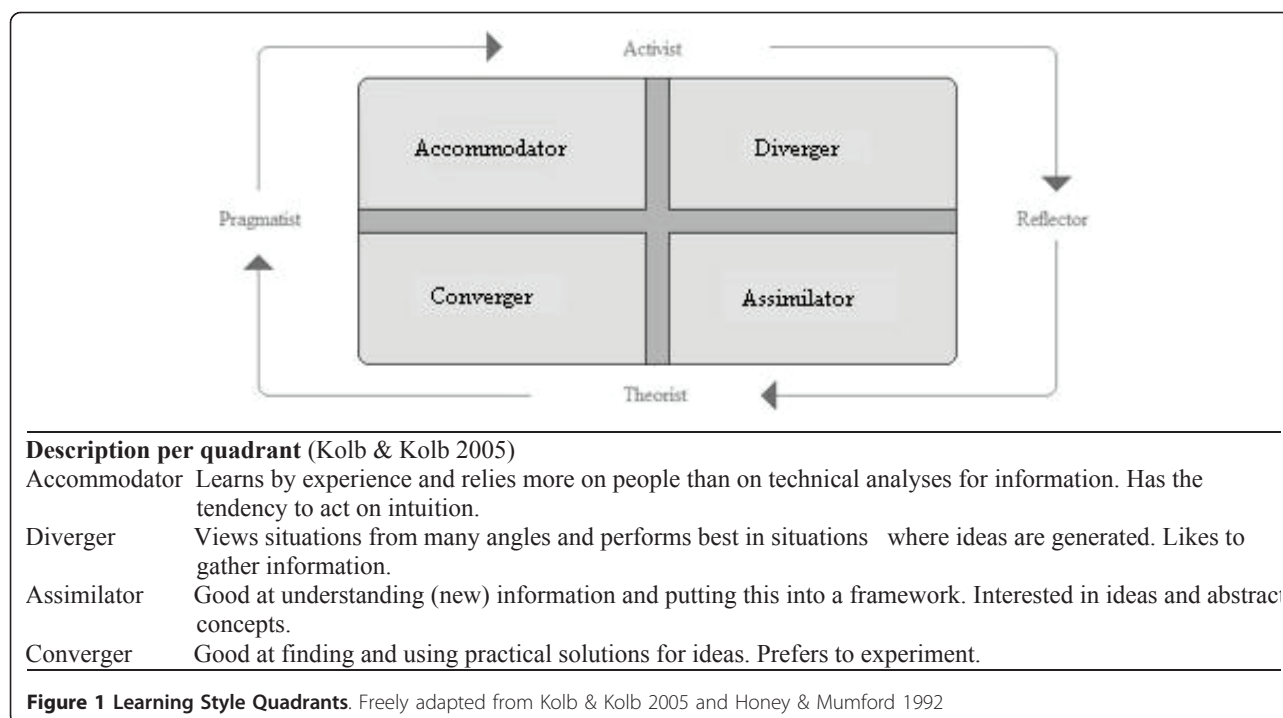 Activist
Accommodator Diverger
Pragmatist Reflector
Converger Assimilator
Theorist
Description per quadrant (Kolb & Kolb 2005)
Accommodator Learns by experience and relies more on people than on technical analyses for information. Has the
tendency to act on intuition.
Diverger Views situations from many angles and performs best in situations where ideas are generated. Likes to
gather information.
Assimilator Good at understanding (new) information and putting this into a framework. Interested in ideas and abstract
concepts.
Converger Good at finding and using practical solutions for ideas. Prefers to experiment.
Figure 1 Learning Style Quadrants. Freely adapted from Kolb & Kolb 2005 and Honey & Mumford 1992